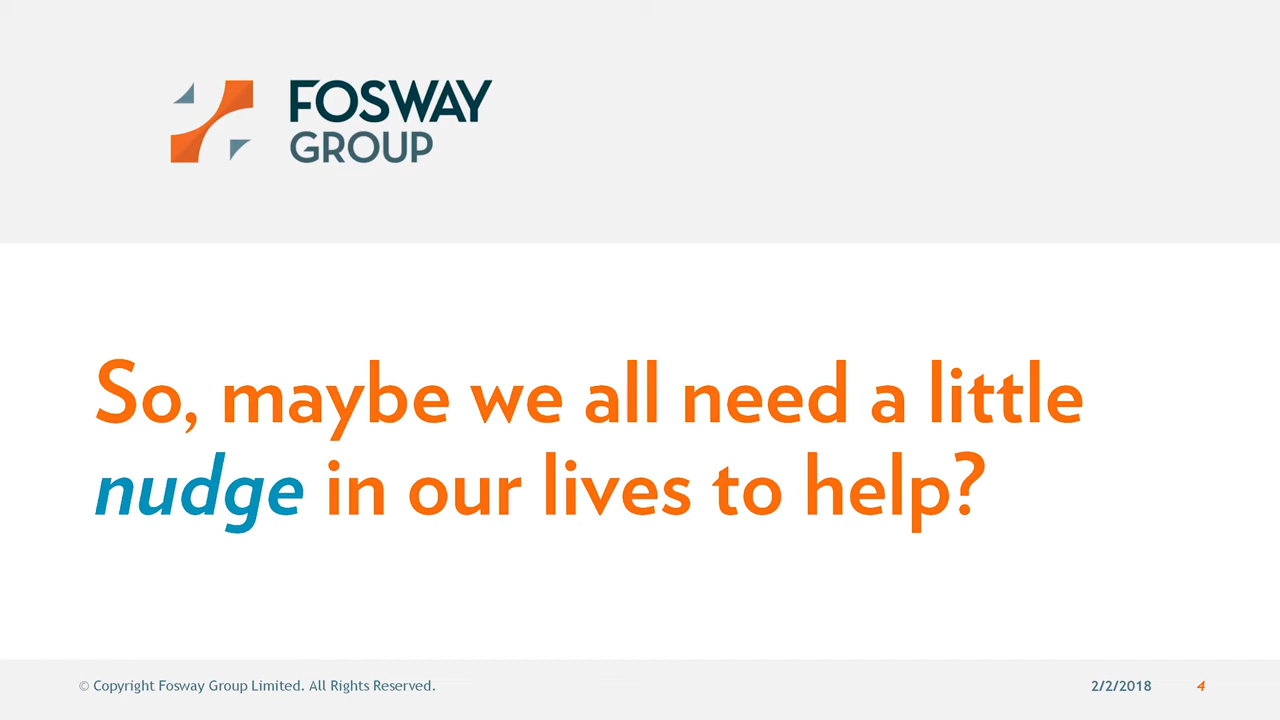 FOSWAY
GROUP
So, maybe we all need a little
nudge in our lives to help?
© Copyright Fosway Group Limited. All Rights Reserved.
2/2/2018
4